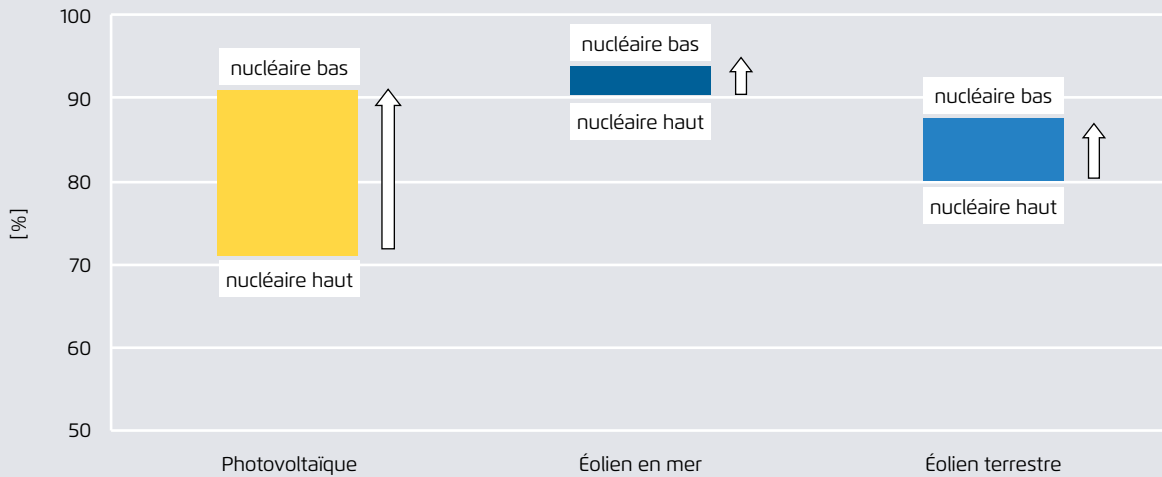 100
90
80
70
60
50
[%]
nucléaire bas
nucléaire haut
nucléaire bas
nucléaire haut
nucléaire bas
nucléaire haut
Photovoltaïque
Éolien en mer
Éolien terrestre